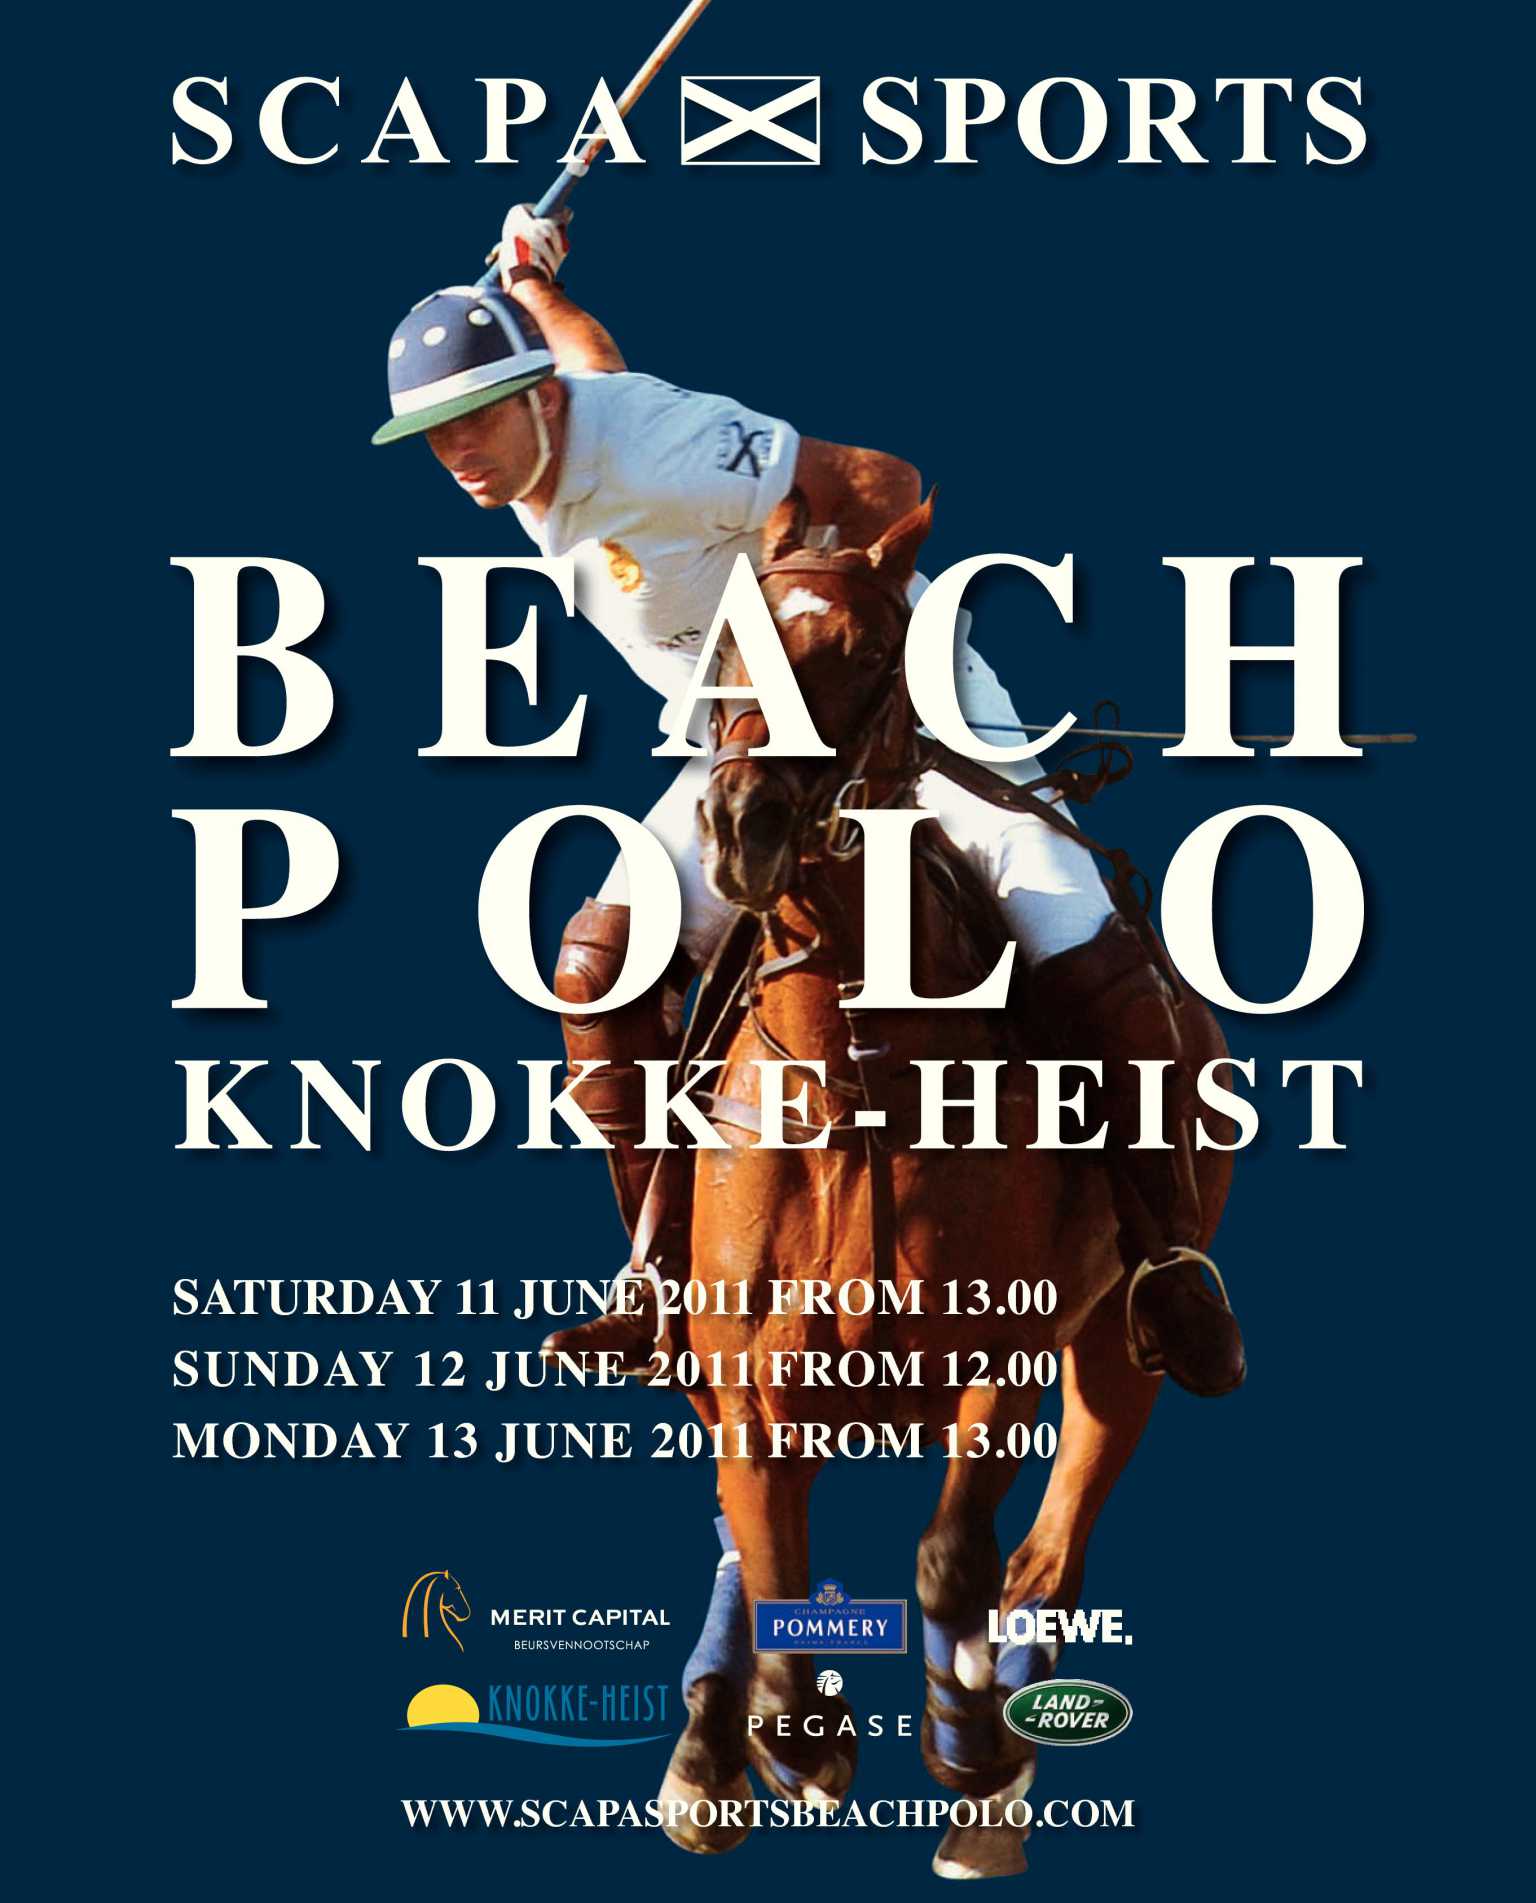 SCAPA SPORTS
BEACH
POLO
KNOKKE-HEIST
SATURDAY 11 JUNE 2011 FROM 13.00
SUNDAY 12 JUNE 2011 FROM 12.00
MONDAY 13 JUNE 2011 FROM 13.00
MERIT CAPITAL
BEURSVENNOOTSCHAP
CHAMPAGNE
POMMERY
REIMS-FRANCE
LOEWE.
KNOKKE-HEIST
PEGASE
LAND-
-ROVER
WWW.SCAPASPORTSBEACHPOLO.COM